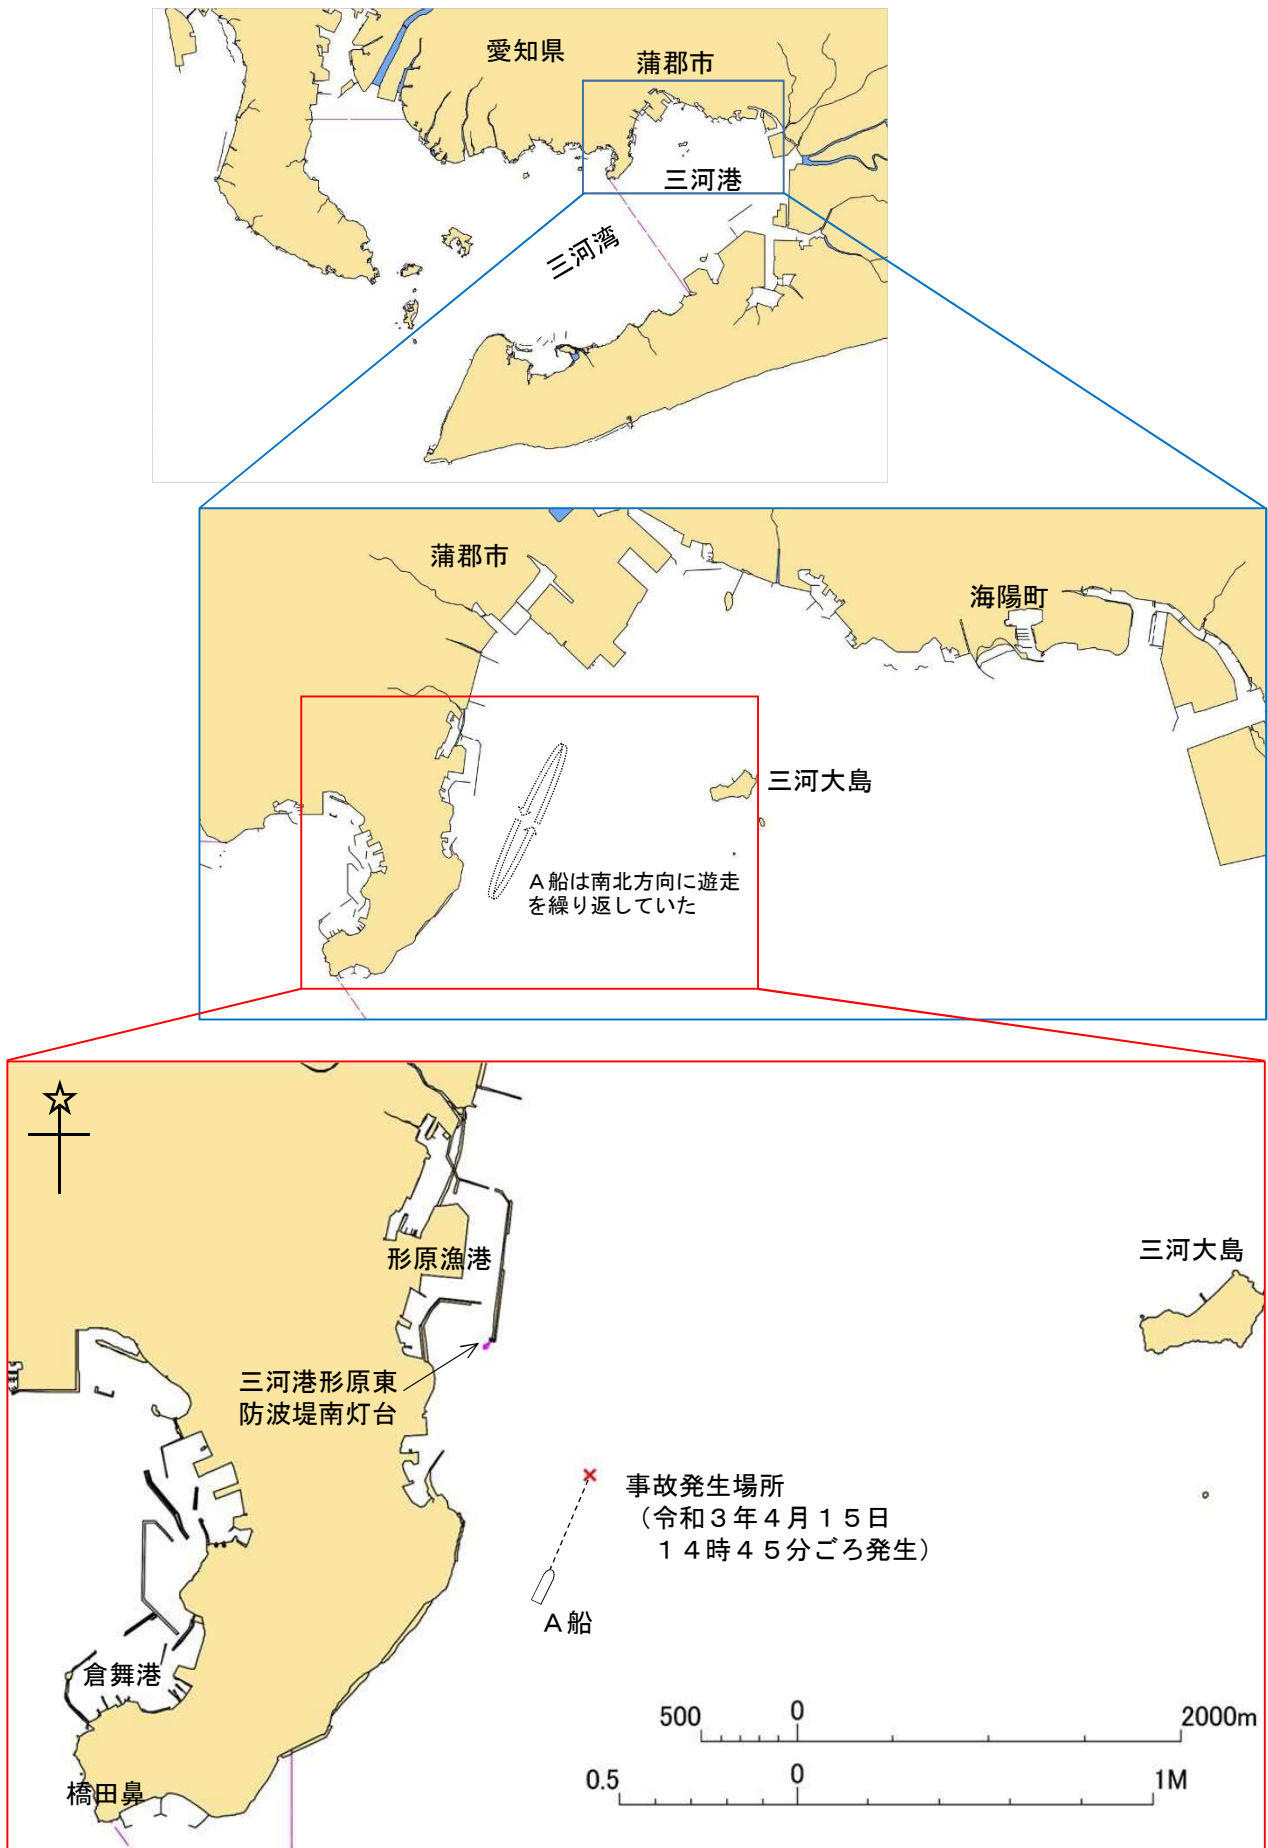 愛知県
蒲郡市
三河港
三河湾
蒲郡市
海陽町
三河大島
A船は南北方向に遊走
を繰り返していた
形原漁港
三河大島
三河港形原東
防波堤南灯台
事故発生場所
（令和３年４月１５日
１４時４５分ごろ発生）
A船
倉舞港
橋田鼻
500 0 2000m
0.5 0 1M